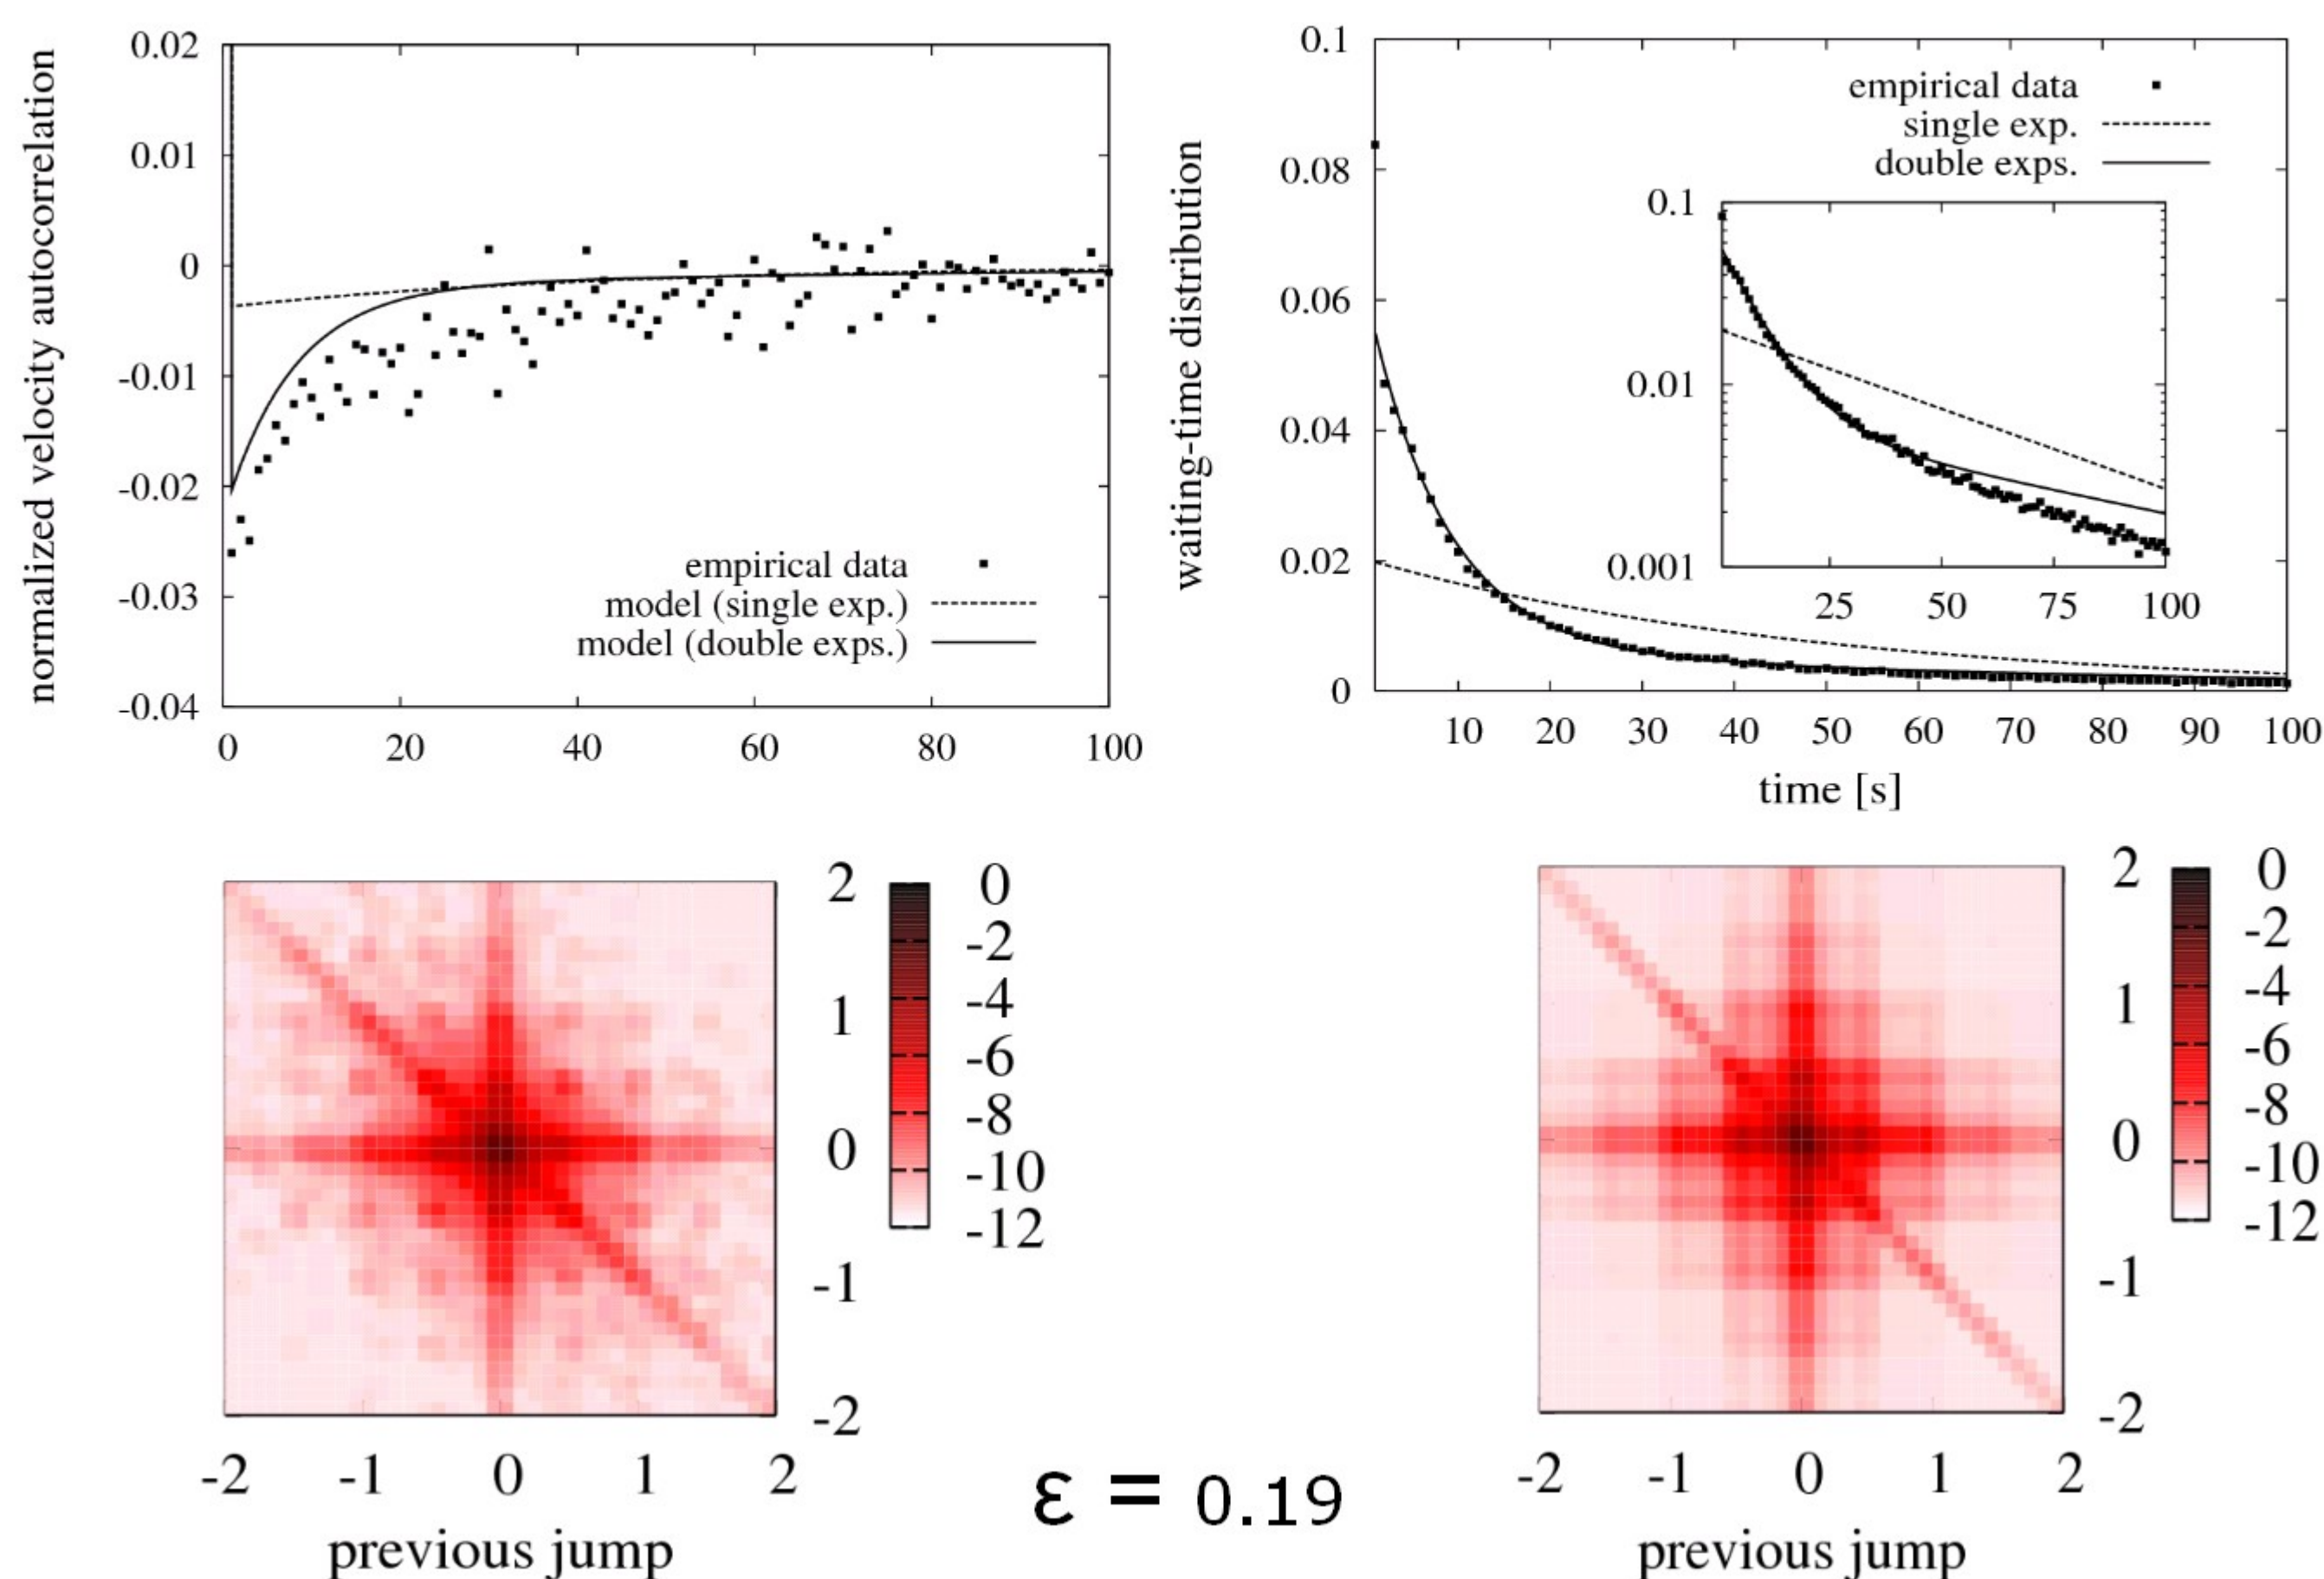 normalized velocity autocorrelation
0.02
0.01
0
-0.01
-0.02
-0.03
-0.04
0 20 40 60 80 100
empirical data
model (single exp.)
model (double exps.)
waiting-time distribution
0.1
0.08
0.06
0.04
0.02
0
10 20 30 40 50 60 70 80 90 100
time [s]
empirical data
single exp.
double exps.
0.1
0.01
0.001
25 50 75 100
2
1
0
-1
-2
0
-2
-4
-6
-8
-10
-12
-2 -1 0 1 2
previous jump
ε = 0.19
2
1
0
-1
-2
0
-2
-4
-6
-8
-10
-12
-2 -1 0 1 2
previous jump